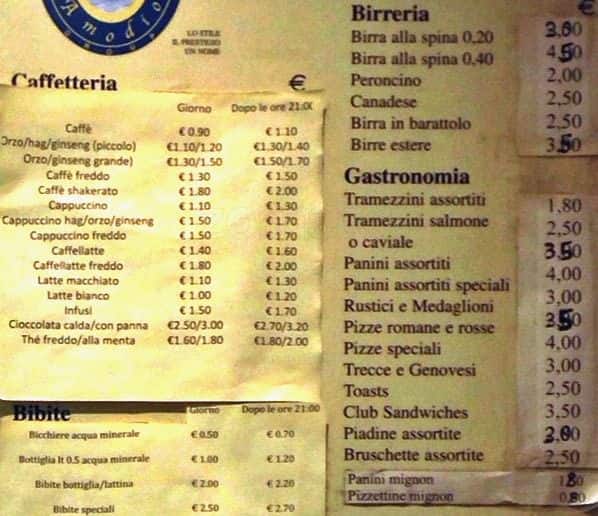 Amodio
LO STILE
IL PRESTIGIO
UN NOME
Caffetteria €
Giorno Dopo le ore 21:00
Caffè € 0.90 € 1.10
Orzo/hag/ginseng (piccolo) €1.10/1.20 €1.30/1.40
Orzo/ginseng grande) €1.30/1.50 €1.50/1.70
Caffè freddo € 1.30 € 1.50
Caffè shakerato € 1.80 € 2.00
Cappuccino € 1.10 € 1.30
Cappuccino hag/orzo/ginseng € 1.50 € 1.70
Cappuccino freddo € 1.50 € 1.70
Caffellatte € 1.40 € 1.60
Caffellatte freddo € 1.80 € 2.00
Latte macchiato € 1.10 € 1.30
Latte bianco € 1.00 € 1.20
Infusi € 1.50 € 1.70
Cioccolata calda/con panna €2.50/3.00 €2.70/3.20
Thé freddo/alla menta €1.60/1.80 €1.80/2.00
Bibite Giorno Dopo le ore 21:00
Bicchiere acqua minerale € 0.50 € 0.70
Bottiglia lt 0.5 acqua minerale € 1.00 € 1.20
Bibite bottiglia/lattina € 2.00 € 2.20
Bibite speciali € 2.50 € 2.70
Birreria €
Birra alla spina 0,20 3,00
Birra alla spina 0,40 4,50
Peroncino 2,00
Canadese 2,50
Birra in barattolo 2,50
Birre estere 3,50
Gastronomia
Tramezzini assortiti 1,80
Tramezzini salmone 2,50
o caviale 3,50
Panini assortiti 4,00
Panini assortiti speciali 3,00
Rustici e Medaglioni 3,50
Pizze romane e rosse 4,00
Pizze speciali 3,00
Trecce e Genovesi 2,50
Toasts 3,50
Club Sandwiches 3,00
Piadine assortite 2,50
Bruschette assortite
Panini mignon 1,80
Pizzettine mignon 0,80